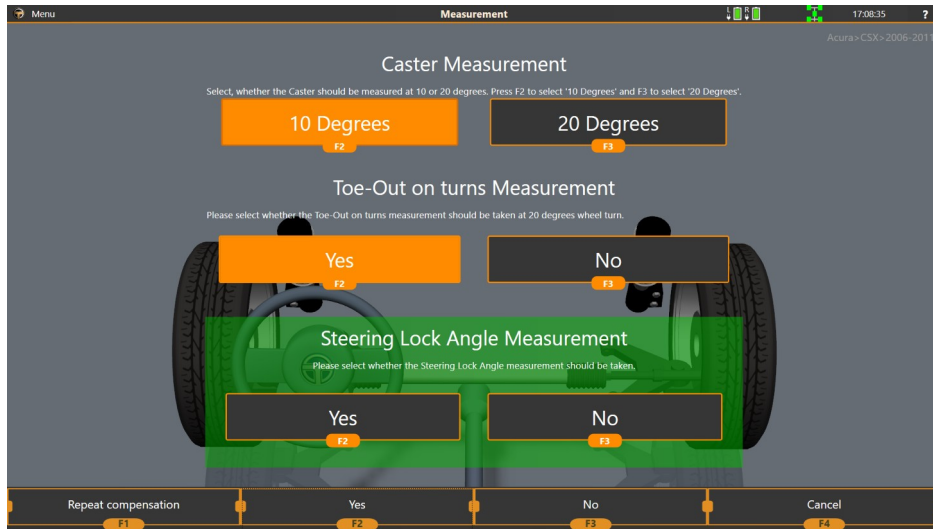 Menu
Measurement
L R
17:08:35
?
Acura>CSX>2006-2011
Caster Measurement
Select, whether the Caster should be measured at 10 or 20 degrees. Press F2 to select '10 Degrees' and F3 to select '20 Degrees'.
10 Degrees
F2
20 Degrees
F3
Toe-Out on turns Measurement
Please select whether the Toe-Out on turns measurement should be taken at 20 degrees wheel turn.
Yes
F2
No
F3
Steering Lock Angle Measurement
Please select whether the Steering Lock Angle measurement should be taken.
Yes
F2
No
F3
Repeat compensation
F1
Yes
F2
No
F3
Cancel
F4